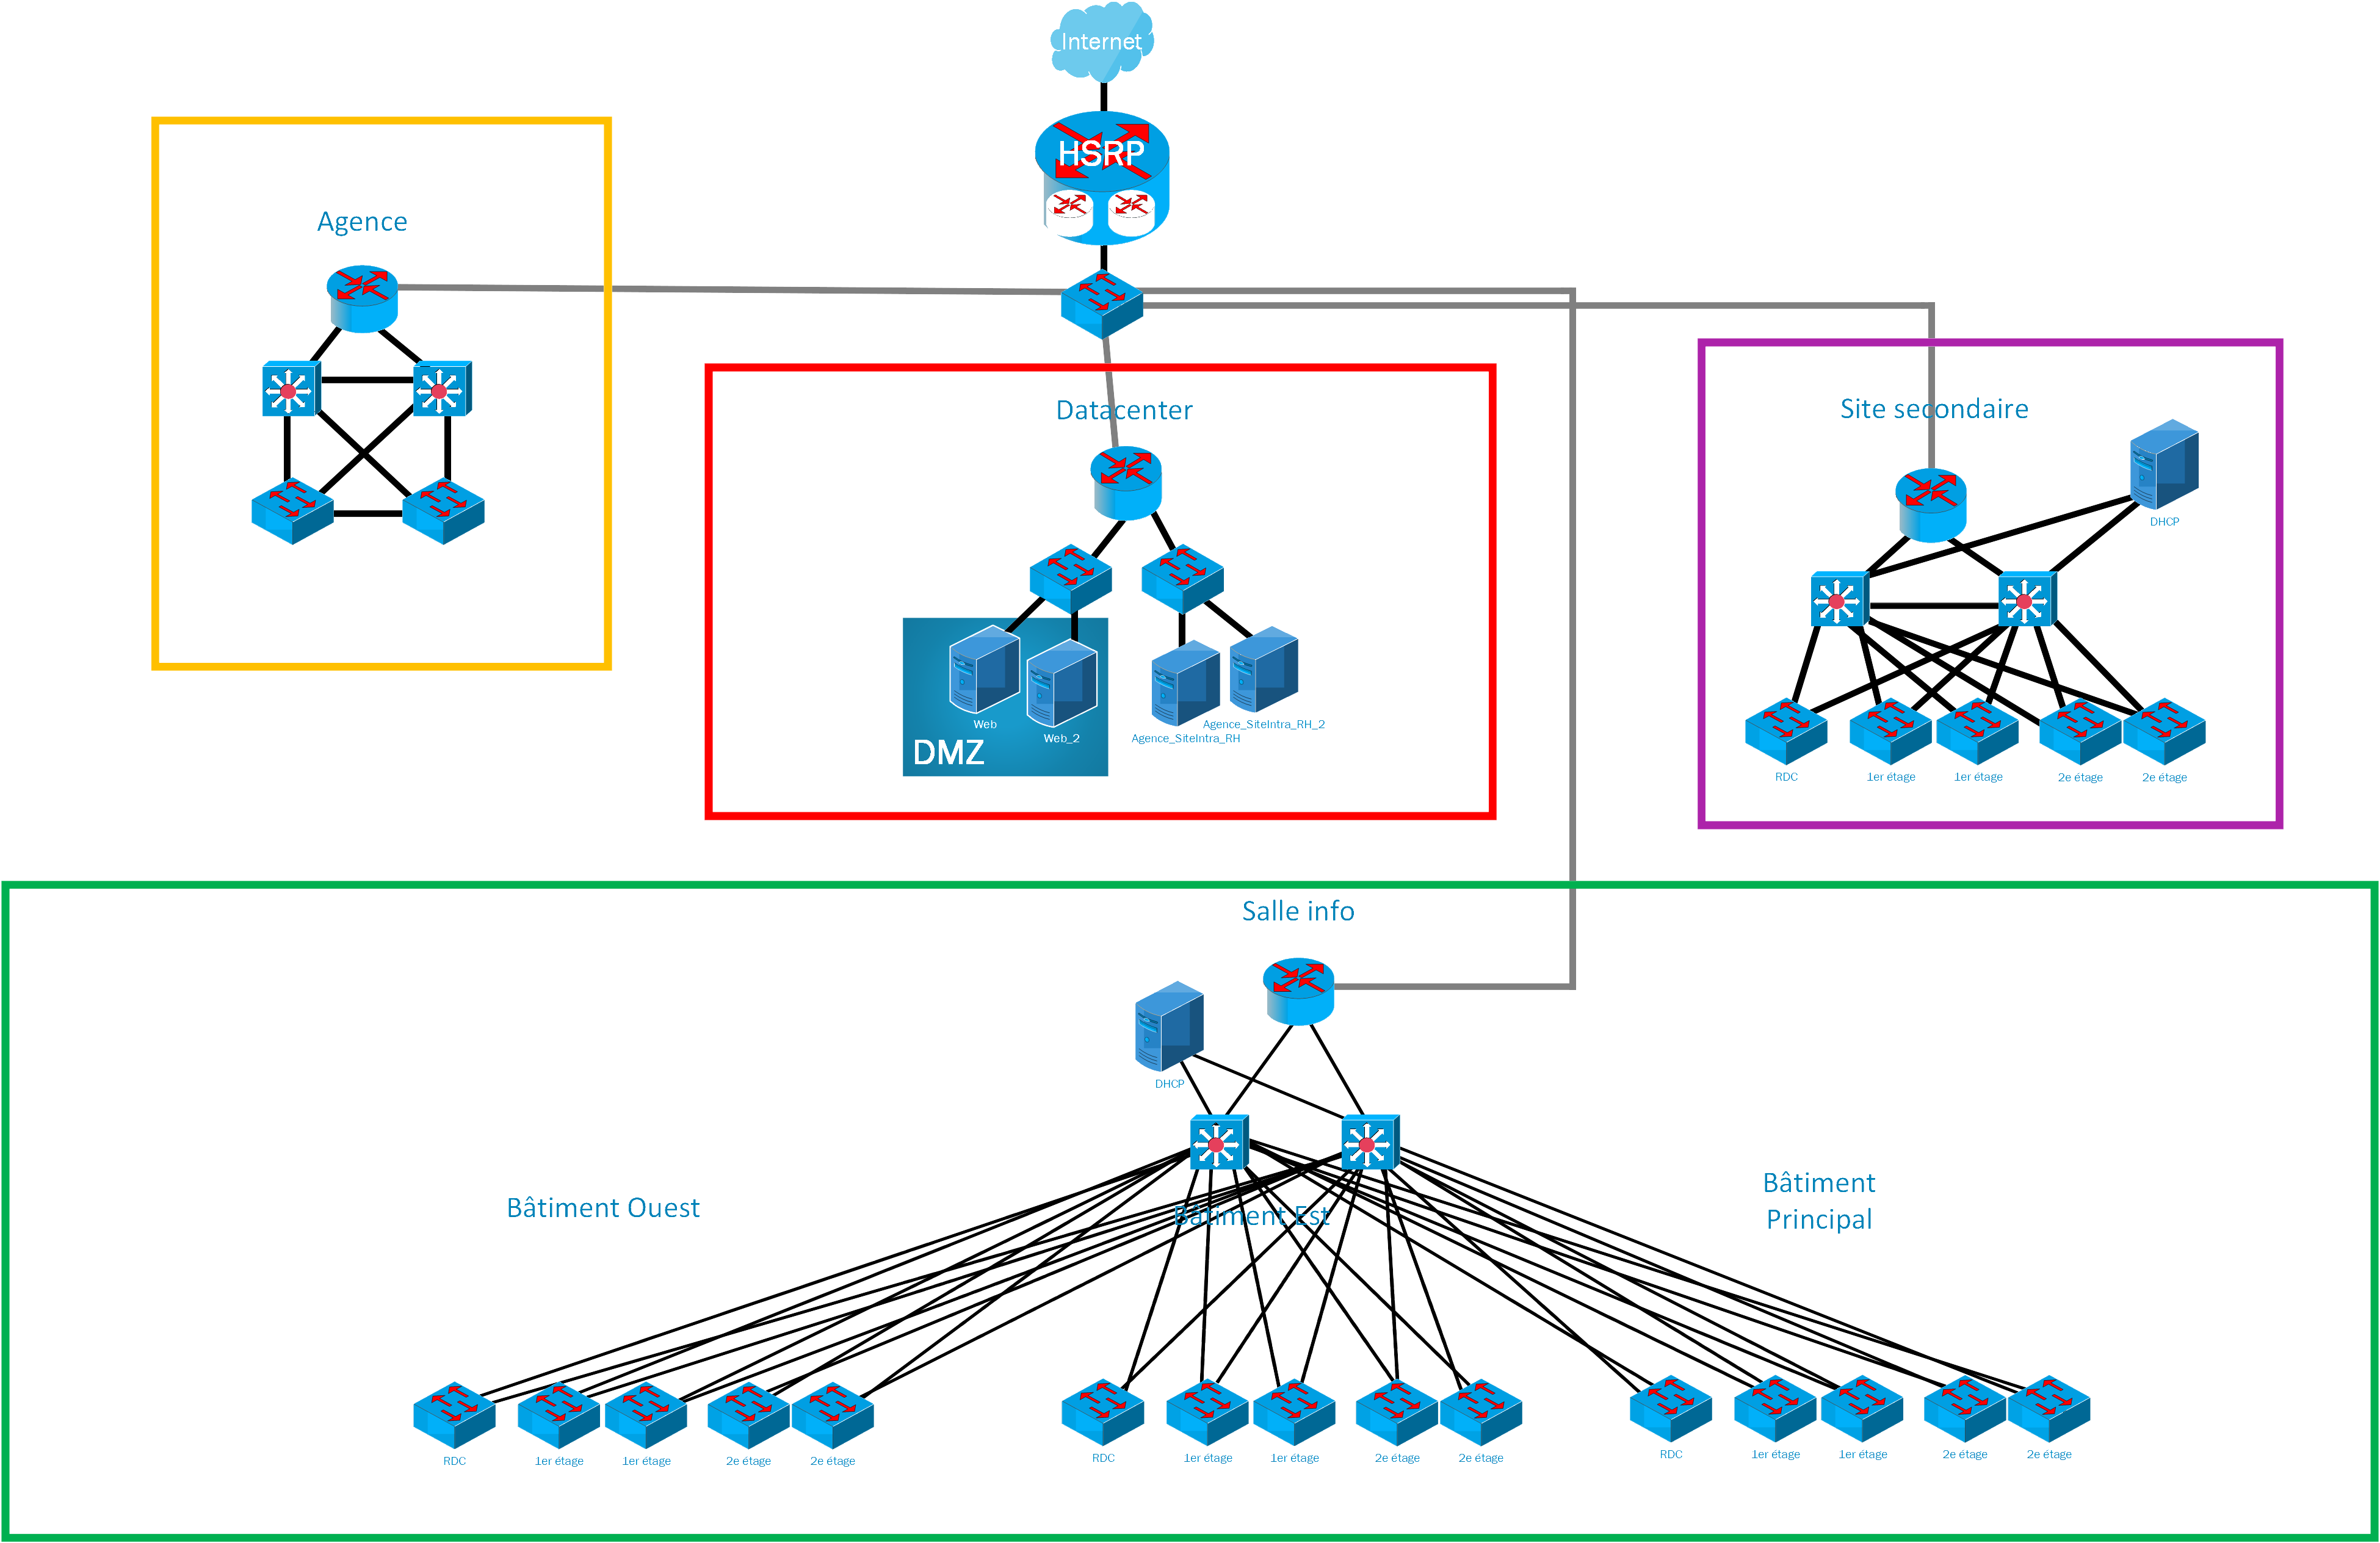 Internet
HSRP
Agence
Datacenter
Site secondaire
DHCP
Web
Web_2
DMZ
Agence_SiteIntra_RH_2
Agence_SiteIntra_RH
RDC
1er étage
1er étage
2e étage
2e étage
Salle info
DHCP
Bâtiment Ouest
Bâtiment Est
Bâtiment
Principal
RDC
1er étage
1er étage
2e étage
2e étage
RDC
1er étage
1er étage
2e étage
2e étage
RDC
1er étage
1er étage
2e étage
2e étage